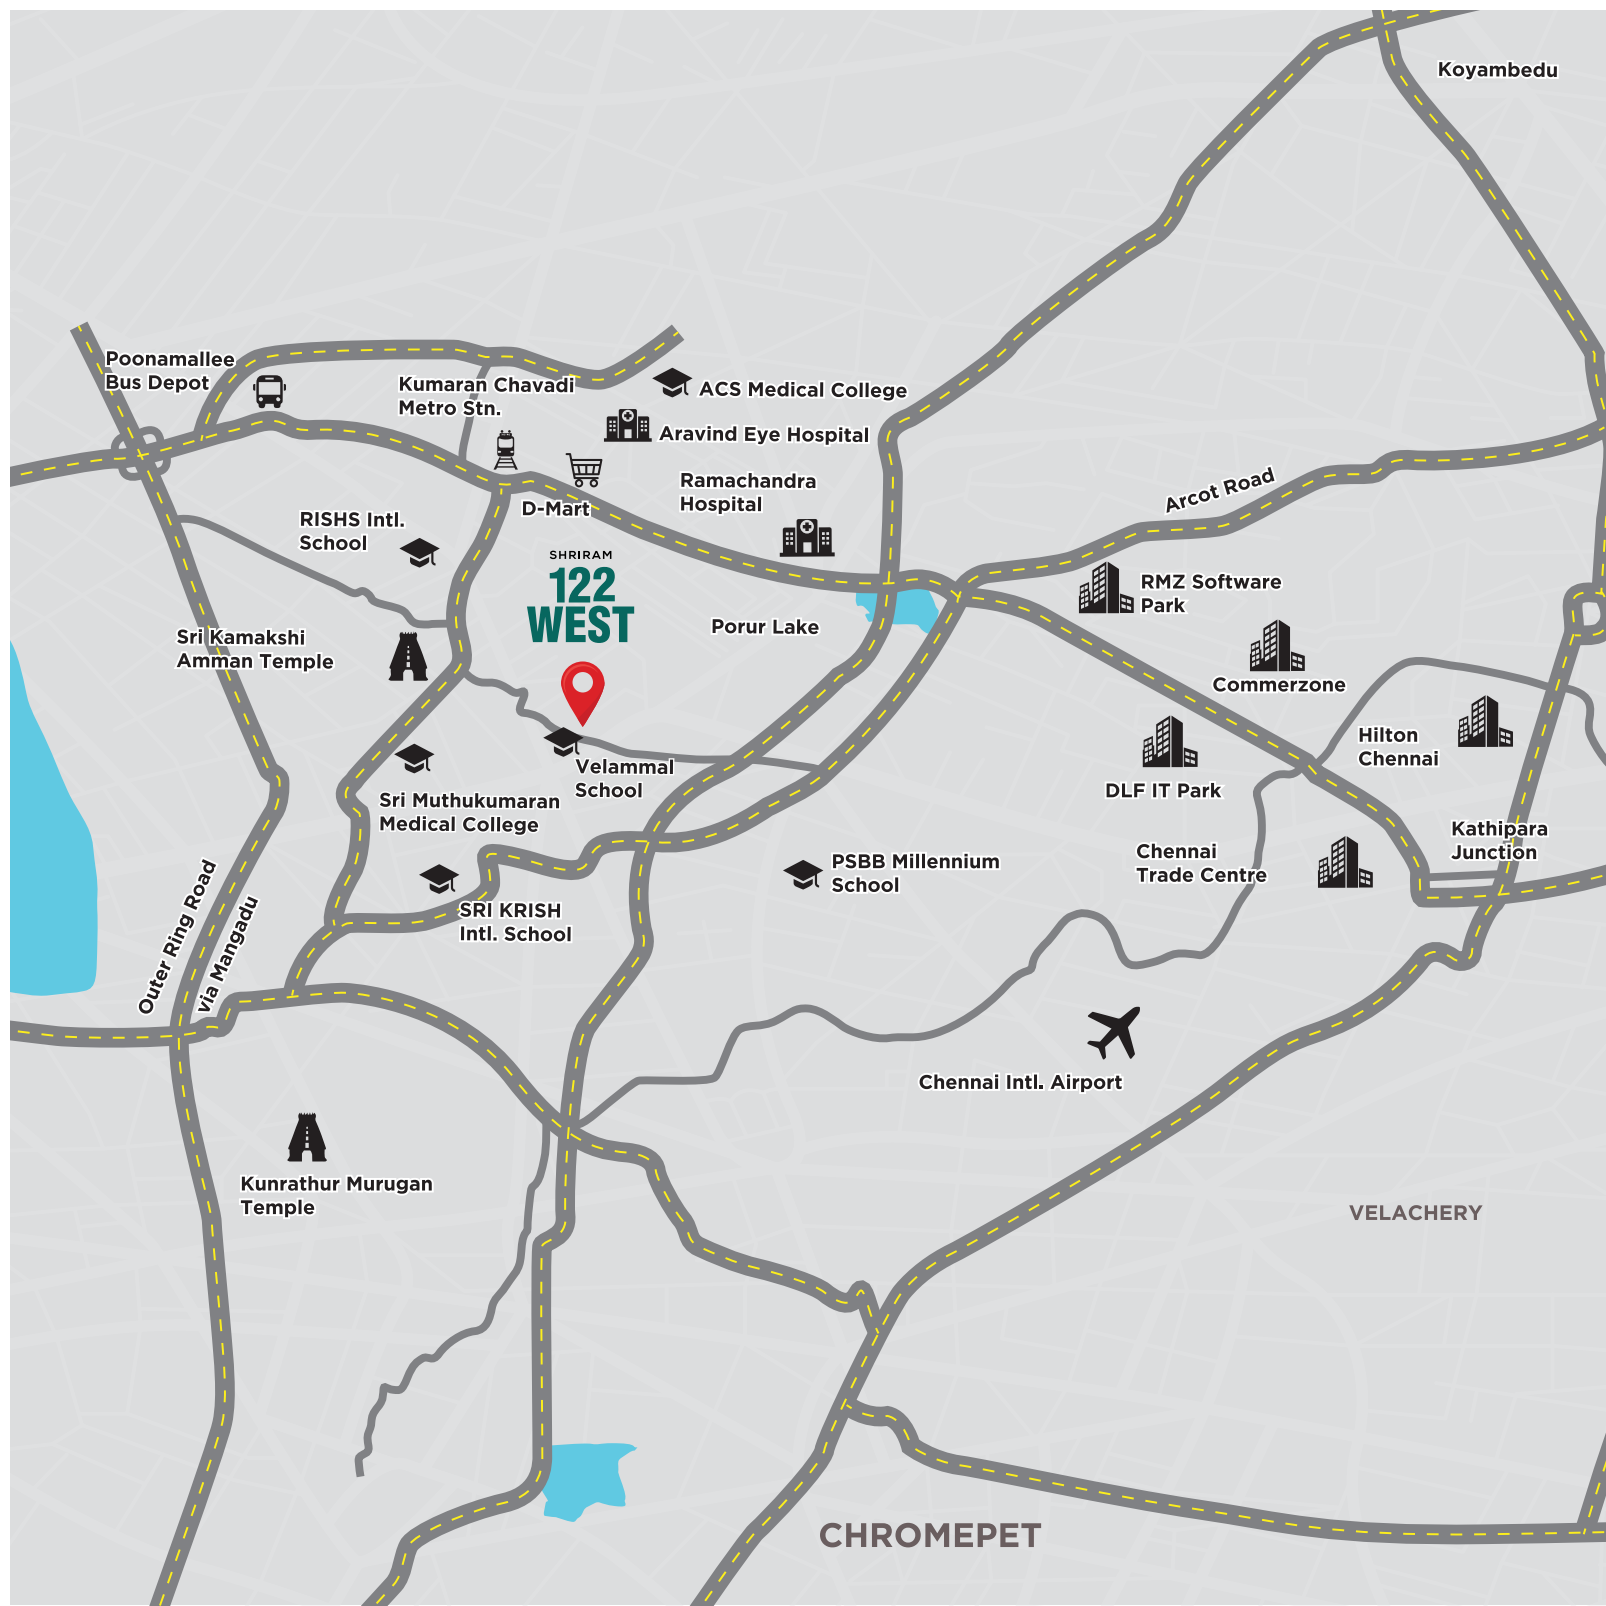 Koyambedu
Poonamallee
Bus Depot
Kumaran Chavadi
Metro Stn.
ACS Medical College
Aravind Eye Hospital
Ramachandra
Hospital
Arcot Road
D-Mart
RISHS Intl.
School
SHRIRAM
122
WEST
RMZ Software
Park
Porur Lake
Sri Kamakshi
Amman Temple
Commerzone
Hilton
Chennai
Velammal
School
DLF IT Park
Sri Muthukumaran
Medical College
Kathipara
Junction
Chennai
Trade Centre
PSBB Millennium
School
SRI KRISH
Intl. School
Outer Ring Road
via Mangadu
Chennai Intl. Airport
Kunrathur Murugan
Temple
VELACHERY
CHROMEPET